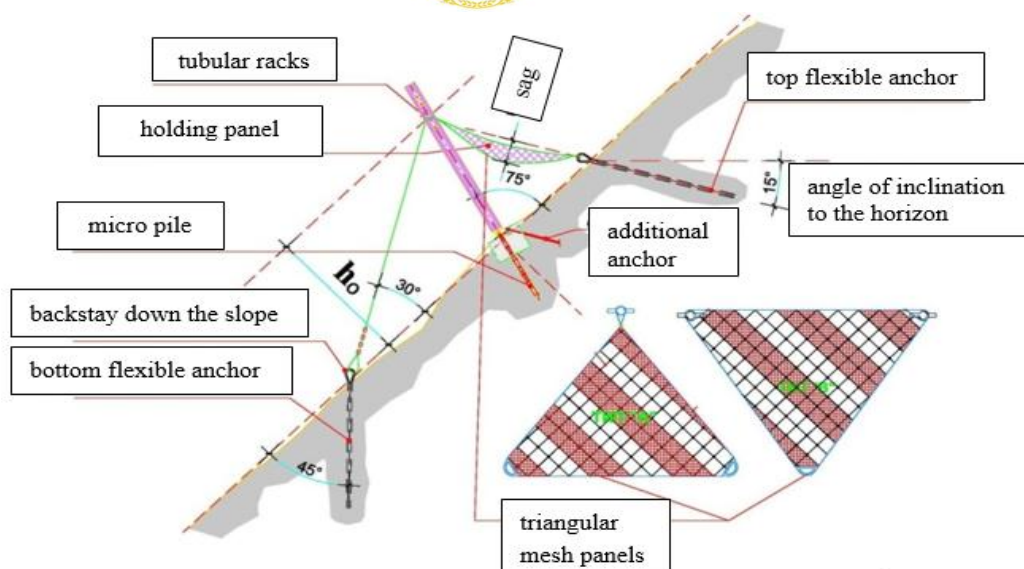 tubular racks
sag
top flexible anchor
holding panel
75°
15°
angle of inclination
to the horizon
micro pile
additional
anchor
h₀
30°
backstay down the slope
bottom flexible anchor
45°
triangular
mesh panels